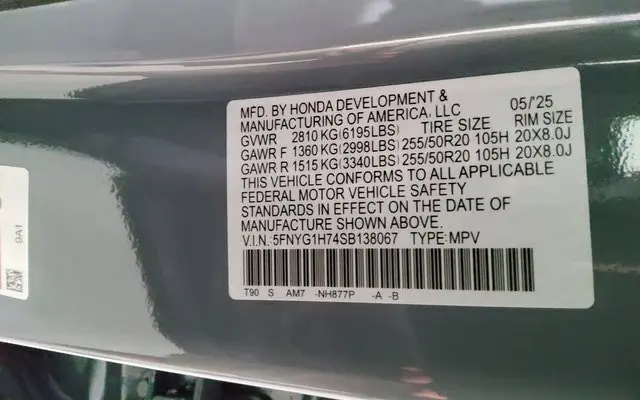 MFD. BY HONDA DEVELOPMENT & 05/'25
MANUFACTURING OF AMERICA, LLC
GVWR 2810 KG(6195LBS) TIRE SIZE RIM SIZE
GAWR F 1360 KG(2998LBS) 255/50R20 105H 20X8.0J
GAWR R 1515 KG(3340LBS) 255/50R20 105H 20X8.0J
THIS VEHICLE CONFORMS TO ALL APPLICABLE
FEDERAL MOTOR VEHICLE SAFETY
STANDARDS IN EFFECT ON THE DATE OF
MANUFACTURE SHOWN ABOVE.
V.I.N. 5FNYG1H74SB138067 TYPE:MPV
T90 S AM7 -NH877P -A -B
9A1